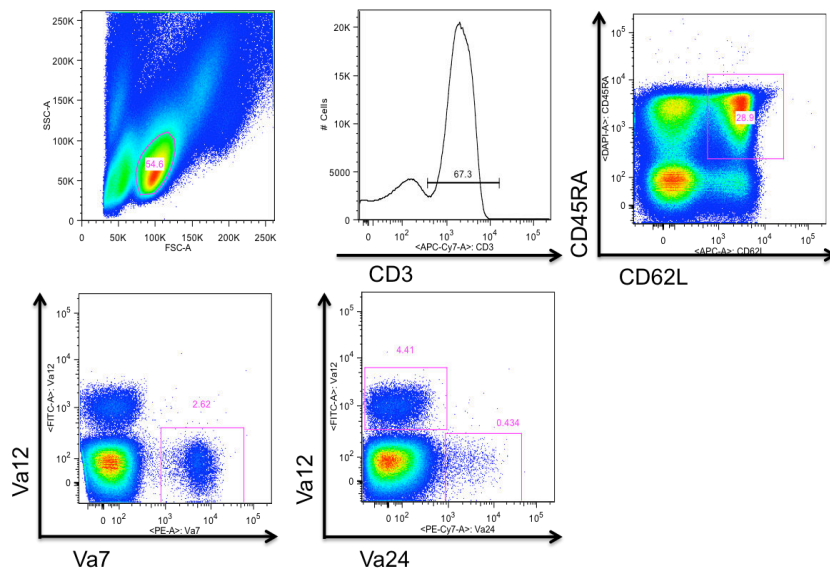 250K
200K
150K
100K
50K
0
SSC-A
54.6
0 50K 100K 150K 200K 250K
FSC-A
20K
15K
10K
5000
0
# Cells
67.3
0 10^2 10^3 10^4 10^5
<APC-Cy7-A>: CD3
CD3
10^5
10^4
10^3
10^2
0
<DAPI-A>: CD45RA
CD45RA
28.9
0 10^3 10^4 10^5
<APC-A>: CD62L
CD62L
10^5
10^4
10^3
10^2
0
<FITC-A>: Va12
Va12
2.62
0 10^2 10^3 10^4 10^5
<PE-A>: Va7
Va7
10^5
10^4
10^3
10^2
0
<FITC-A>: Va12
Va12
4.41
0.434
0 10^2 10^3 10^4 10^5
<PE-Cy7-A>: Va24
Va24